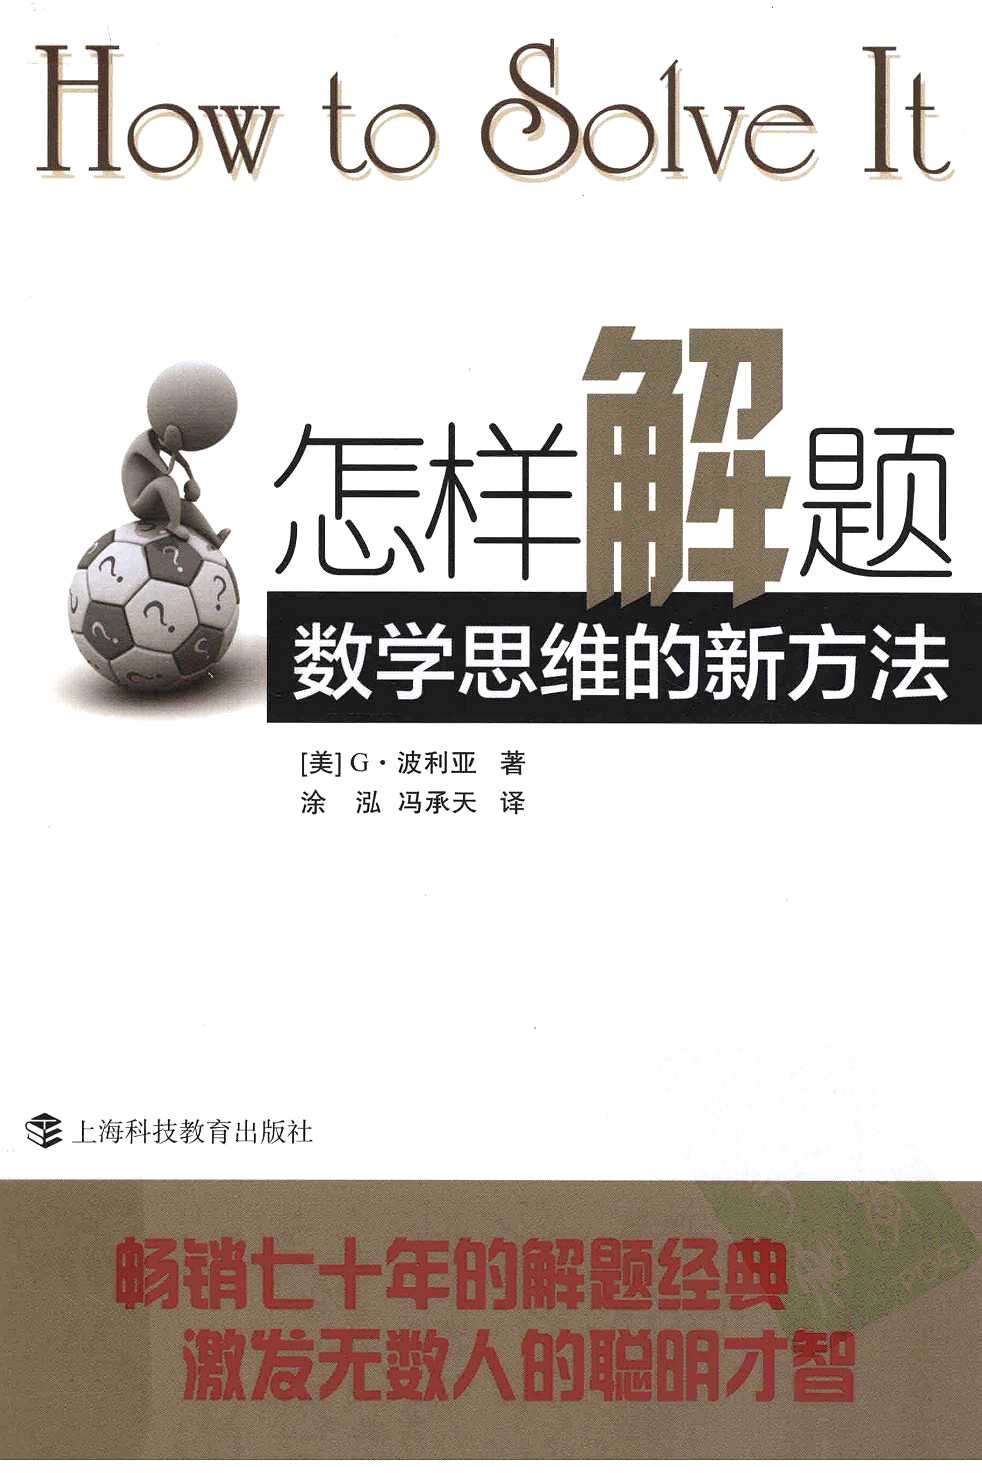 How to Solve It
怎样解题
数学思维的新方法
[美] G·波利亚 著
涂 泓 冯承天 译
上海科技教育出版社
畅销七十年的解题经典
激发无数人的聪明才智